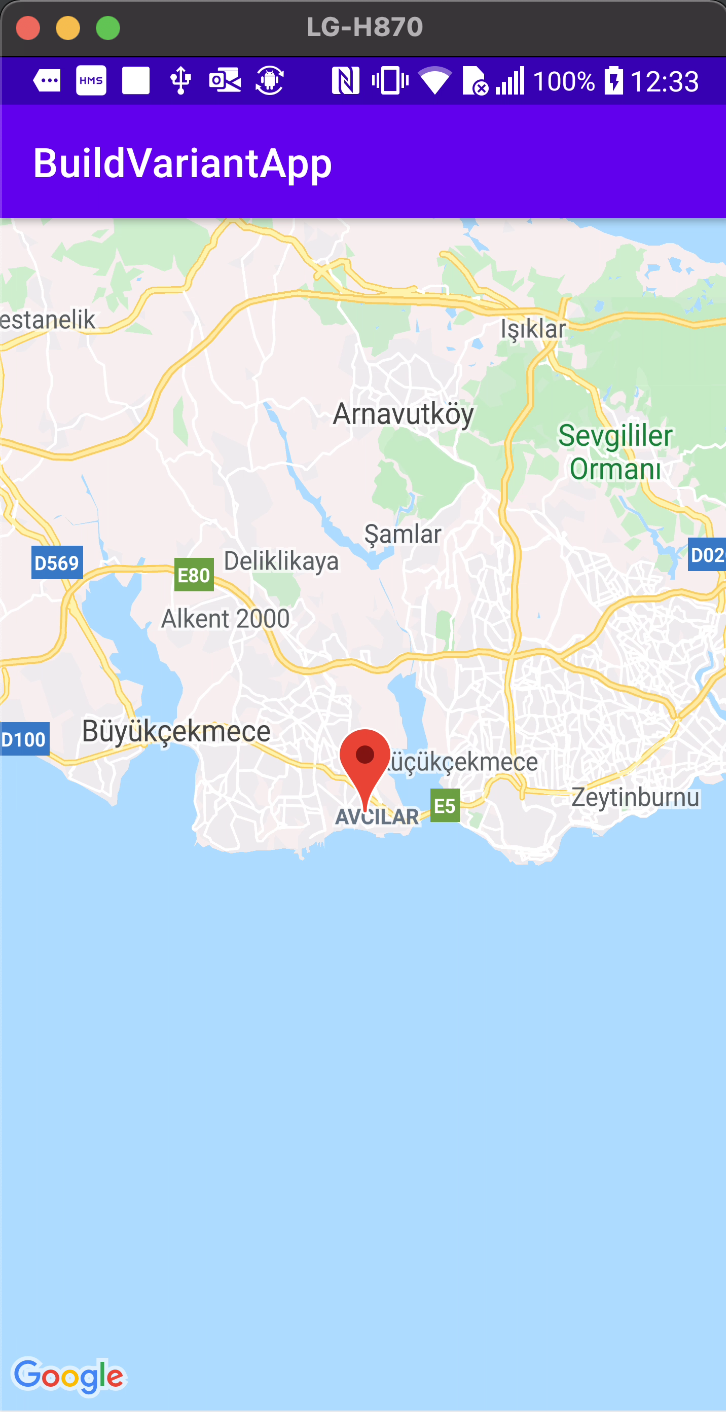 LG-H870
HMS
100% 12:33
BuildVariantApp
estanelik
Işıklar
Arnavutköy
Sevgililer
Ormanı
Şamlar
D02
D569
Deliklikaya
E80
Alkent 2000
Büyükçekmece
D100
üçükçekmece
Zeytinburnu
E5
AVCILAR
Google